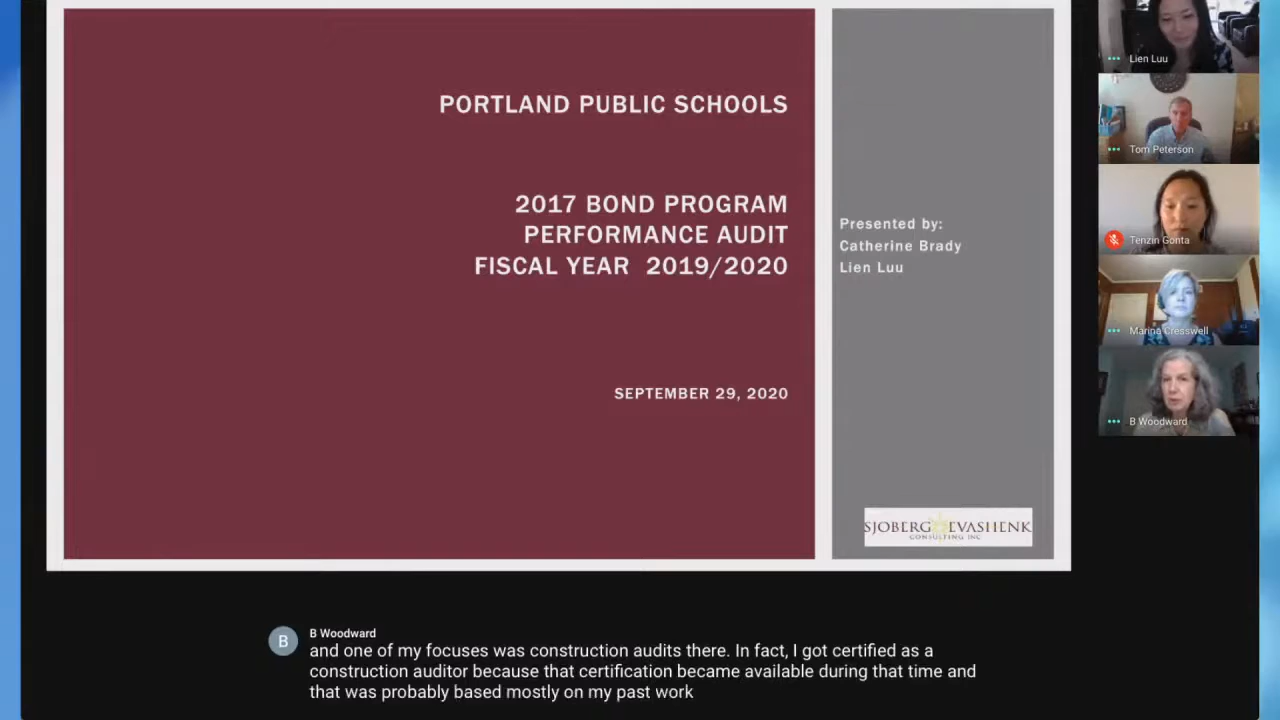 PORTLAND PUBLIC SCHOOLS
2017 BOND PROGRAM
PERFORMANCE AUDIT
FISCAL YEAR 2019/2020
SEPTEMBER 29, 2020
Presented by:
Catherine Brady
Lien Luu
SJOBERG EVASHENK
CONSULTING INC
Lien Luu
Tom Peterson
Tenzin Gonta
Marina Cresswell
B Woodward
B
B Woodward
and one of my focuses was construction audits there. In fact, I got certified as a
construction auditor because that certification became available during that time and
that was probably based mostly on my past work